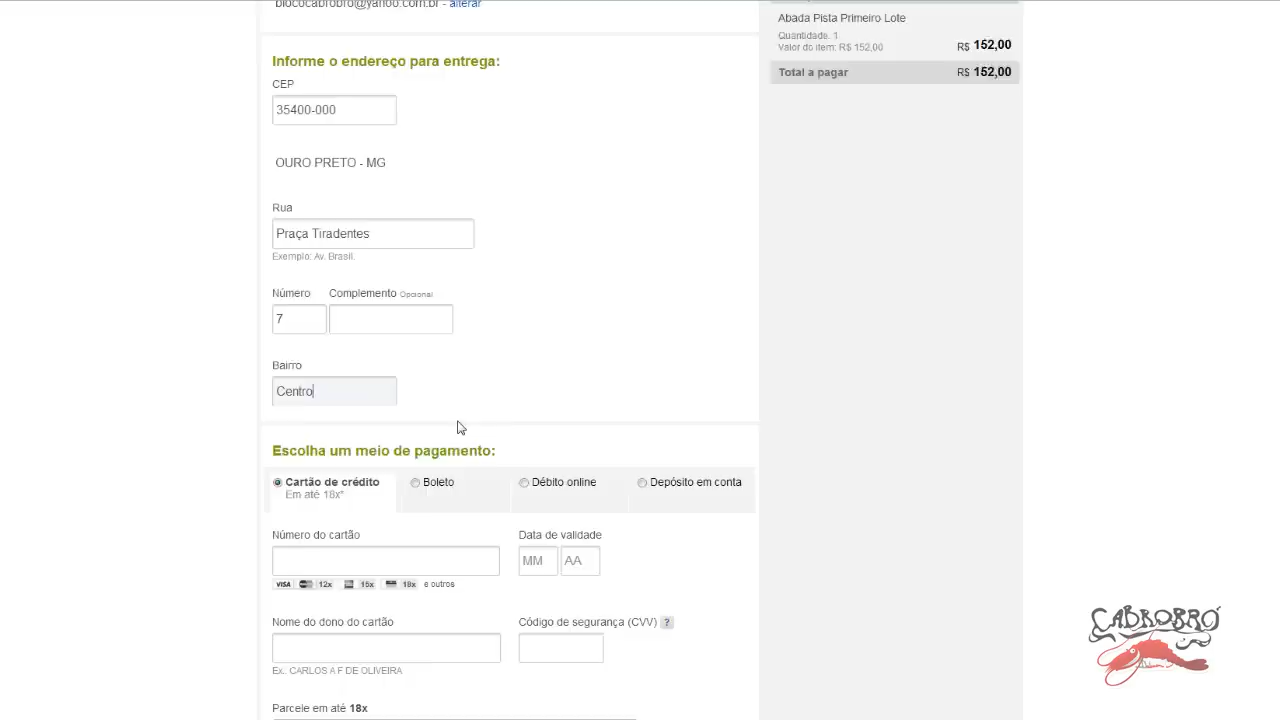 blococabrobro@yahoo.com.br - alterar
Informe o endereço para entrega:
CEP
35400-000
OURO PRETO - MG
Rua
Praça Tiradentes
Exemplo: Av. Brasil.
Número Complemento Opcional
7
Bairro
Centro
Escolha um meio de pagamento:
Cartão de crédito Boleto Débito online Depósito em conta
Em até 18x*
Número do cartão Data de validade
MM AA
VISA 12x 15x 18x e outros
Nome do dono do cartão Código de segurança (CVV) ?
Ex. CARLOS A F DE OLIVEIRA
Parcele em até 18x
Abada Pista Primeiro Lote
Quantidade. 1
Valor do item: R$ 152,00 R$ 152,00
Total a pagar R$ 152,00
CABROBRÓ